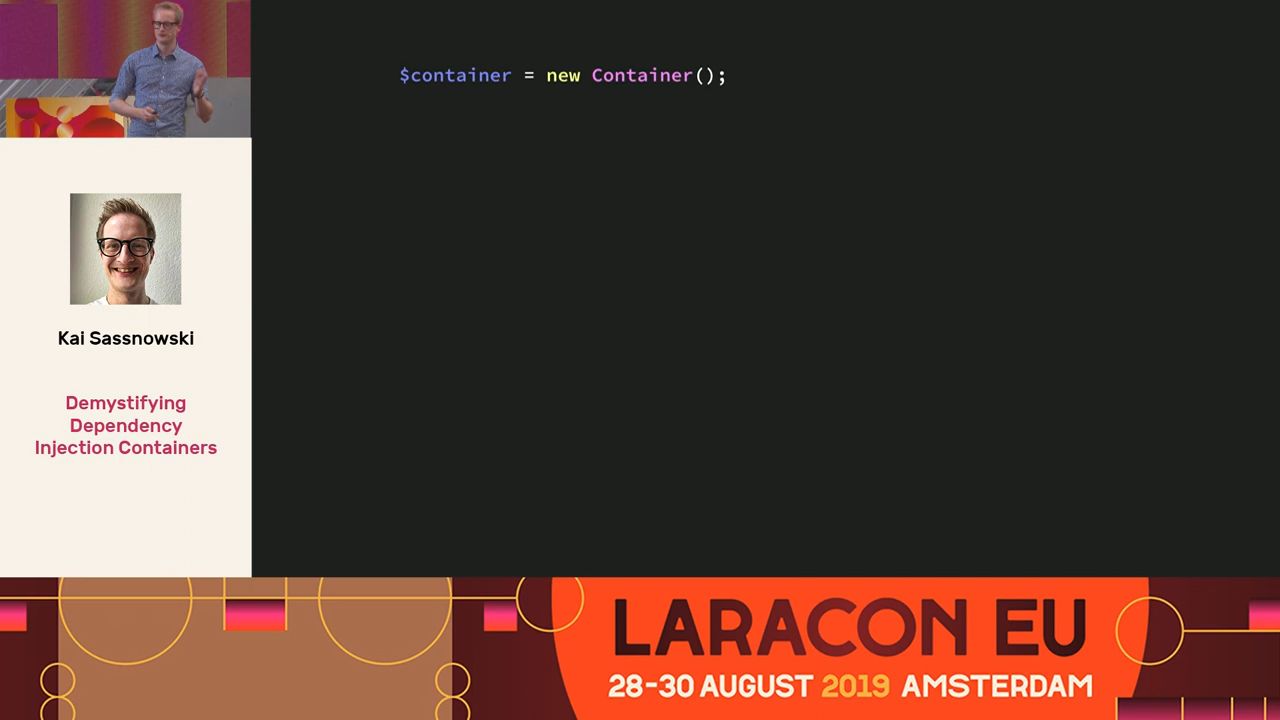 $container = new Container();
Kai Sassnowski
Demystifying
Dependency
Injection Containers
LARACON EU
28-30 AUGUST 2019 AMSTERDAM